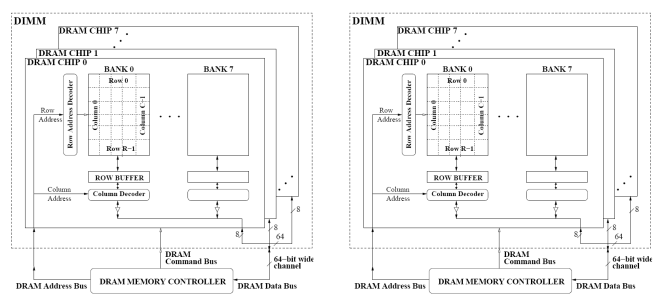 DIMM
DRAM CHIP 7
DRAM CHIP 1
DRAM CHIP 0
BANK 0
BANK 7
Row 0
Row Address Decoder
Column 0
Column C−1
Row
Address
Row R−1
ROW BUFFER
Column
Address
Column Decoder
8
8
8
64
DRAM
Command Bus
64−bit wide
channel
DRAM MEMORY CONTROLLER
DRAM Address Bus
DRAM Data Bus
DIMM
DRAM CHIP 7
DRAM CHIP 1
DRAM CHIP 0
BANK 0
BANK 7
Row 0
Row Address Decoder
Column 0
Column C−1
Row
Address
Row R−1
ROW BUFFER
Column
Address
Column Decoder
8
8
8
64
DRAM
Command Bus
64−bit wide
channel
DRAM MEMORY CONTROLLER
DRAM Address Bus
DRAM Data Bus